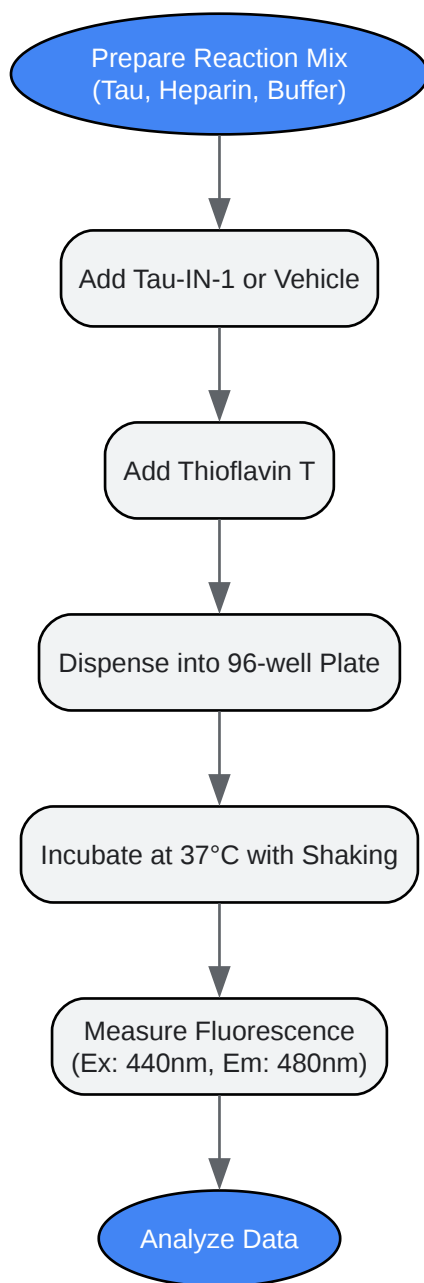 Prepare Reaction Mix
(Tau, Heparin, Buffer)
Add Tau-IN-1 or Vehicle
Add Thioflavin T
Dispense into 96-well Plate
Incubate at 37°C with Shaking
Measure Fluorescence
(Ex: 440nm, Em: 480nm)
Analyze Data